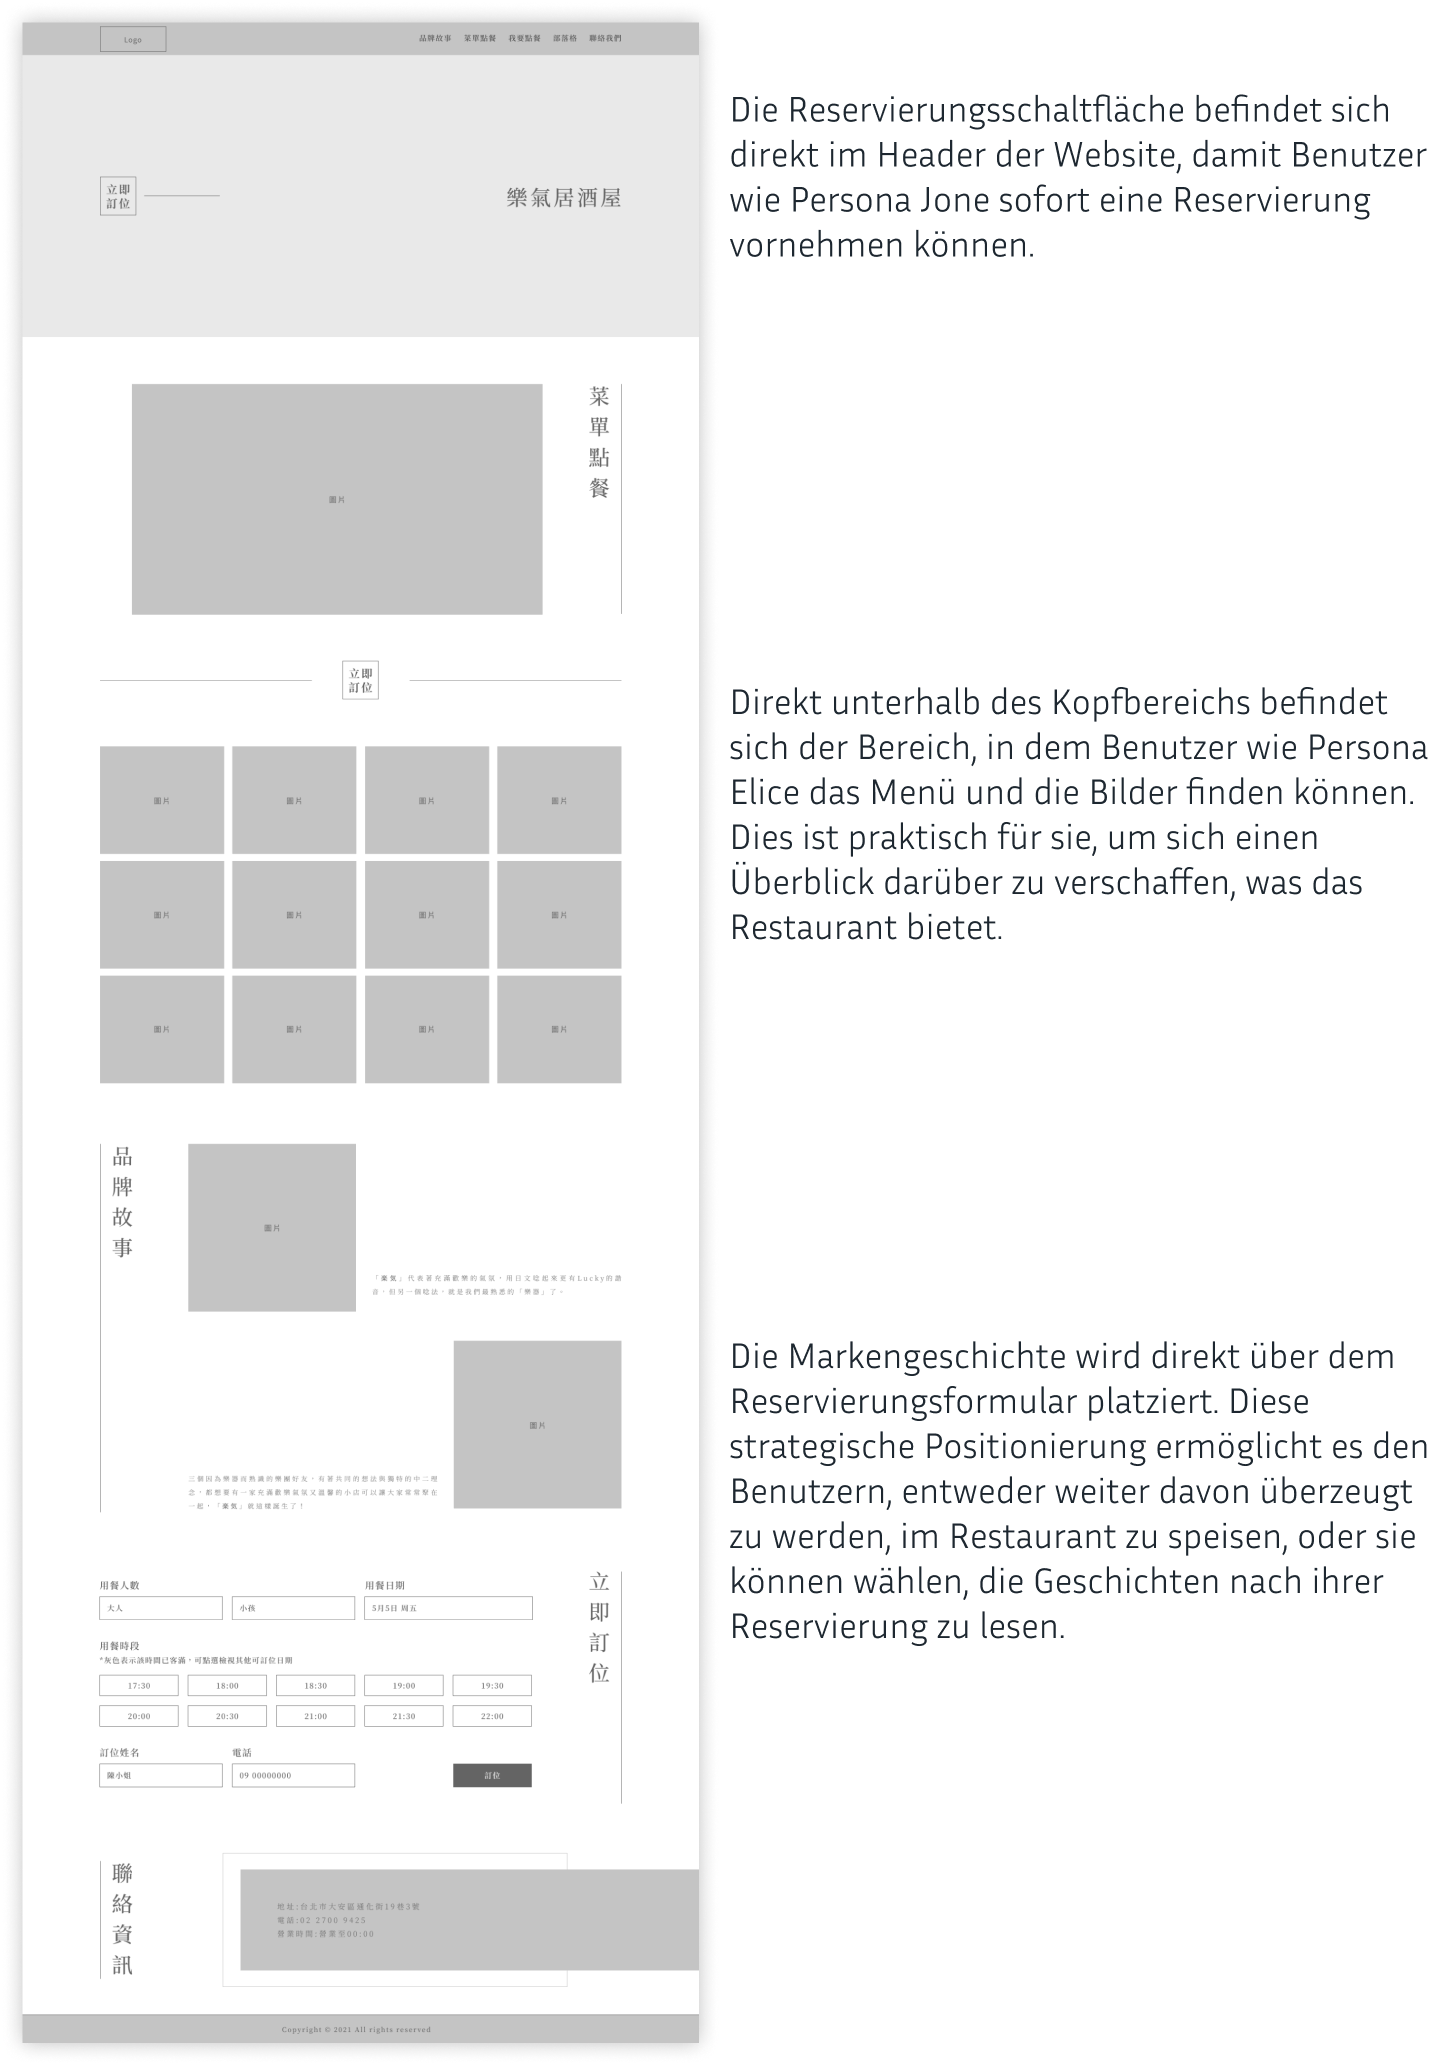 Logo
品牌故事 菜單點餐 我要點餐 部落格 聯絡我們
立即
訂位
樂氣居酒屋
Die Reservierungsschaltfläche befindet sich
direkt im Header der Website, damit Benutzer
wie Persona Jone sofort eine Reservierung
vornehmen können.
圖片
菜單點餐
立即
訂位
Direkt unterhalb des Kopfbereichs befindet
sich der Bereich, in dem Benutzer wie Persona
Elice das Menü und die Bilder finden können.
Dies ist praktisch für sie, um sich einen
Überblick darüber zu verschaffen, was das
Restaurant bietet.
圖片 圖片 圖片 圖片
圖片 圖片 圖片 圖片
圖片 圖片 圖片 圖片
品牌故事
圖片
「樂氣」代表著充滿歡樂的氣氛，用日文唸起來更有Lucky的諧
音，但另一個唸法，就是我們最熟悉的「樂器」了。
圖片
三個因為樂器而熟識的樂團好友，有著共同的想法與獨特的中二理
念，都想要有一家充滿歡樂氣氛又溫馨的小店可以讓大家常常聚在
一起，「樂氣」就這樣誕生了！
Die Markengeschichte wird direkt über dem
Reservierungsformular platziert. Diese
strategische Positionierung ermöglicht es den
Benutzern, entweder weiter davon überzeugt
zu werden, im Restaurant zu speisen, oder sie
können wählen, die Geschichten nach ihrer
Reservierung zu lesen.
立即訂位
用餐人數 用餐日期
大人 小孩 5月5日 周五
用餐時段
*灰色表示該時間已客滿，可點選檢視其他可訂位日期
17:30 18:00 18:30 19:00 19:30
20:00 20:30 21:00 21:30 22:00
訂位姓名 電話
陳小姐 09 00000000 訂位
聯絡資訊
地址:台北市大安區通化街19巷3號
電話:02 2700 9425
營業時間:營業至00:00
Copyright © 2021 All rights reserved